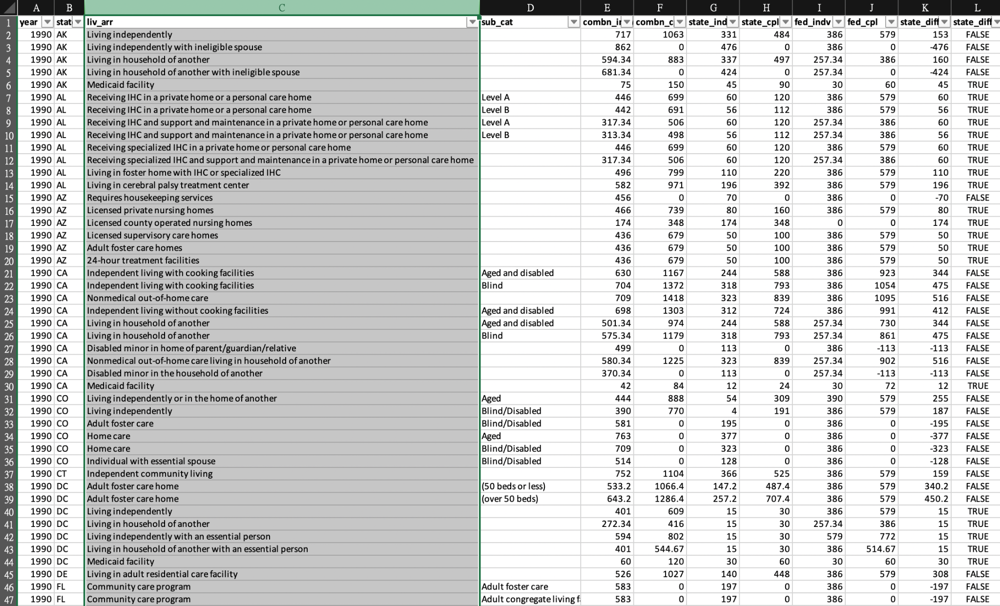 A B C D E F G H I J K L
1 year stat liv_arr sub_cat combn_ir combn_c state_ind state_cpl fed_indv fed_cpl state_diff state_diff
2 1990 AK Living independently 717 1063 331 484 386 579 153 FALSE
3 1990 AK Living independently with ineligible spouse 862 0 476 0 386 0 -476 FALSE
4 1990 AK Living in household of another 594.34 883 337 497 257.34 386 160 FALSE
5 1990 AK Living in household of another with ineligible spouse 681.34 0 424 0 257.34 0 -424 FALSE
6 1990 AK Medicaid facility 75 150 45 90 30 60 45 TRUE
7 1990 AL Receiving IHC in a private home or a personal care home Level A 446 699 60 120 386 579 60 TRUE
8 1990 AL Receiving IHC in a private home or a personal care home Level B 442 691 56 112 386 579 56 TRUE
9 1990 AL Receiving IHC and support and maintenance in a private home or personal care home Level A 317.34 506 60 120 257.34 386 60 TRUE
10 1990 AL Receiving IHC and support and maintenance in a private home or personal care home Level B 313.34 498 56 112 257.34 386 56 TRUE
11 1990 AL Receiving specialized IHC in a private home or personal care home 446 699 60 120 386 579 60 TRUE
12 1990 AL Receiving specialized IHC and support and maintenance in a private home or personal care home 317.34 506 60 120 257.34 386 60 TRUE
13 1990 AL Living in foster home with IHC or specialized IHC 496 799 110 220 386 579 110 TRUE
14 1990 AL Living in cerebral palsy treatment center 582 971 196 392 386 579 196 TRUE
15 1990 AZ Requires housekeeping services 456 0 70 0 386 0 -70 FALSE
16 1990 AZ Licensed private nursing homes 466 739 80 160 386 579 80 TRUE
17 1990 AZ Licensed county operated nursing homes 174 348 174 348 0 0 174 TRUE
18 1990 AZ Licensed supervisory care homes 436 679 50 100 386 579 50 TRUE
19 1990 AZ Adult foster care homes 436 679 50 100 386 579 50 TRUE
20 1990 AZ 24-hour treatment facilities 436 679 50 100 386 579 50 TRUE
21 1990 CA Independent living with cooking facilities Aged and disabled 630 1167 244 588 386 923 344 FALSE
22 1990 CA Independent living with cooking facilities Blind 704 1372 318 793 386 1054 475 FALSE
23 1990 CA Nonmedical out-of-home care 709 1418 323 839 386 1095 516 FALSE
24 1990 CA Independent living without cooking facilities Aged and disabled 698 1303 312 724 386 991 412 FALSE
25 1990 CA Living in household of another Aged and disabled 501.34 974 244 588 257.34 730 344 FALSE
26 1990 CA Living in household of another Blind 575.34 1179 318 793 257.34 861 475 FALSE
27 1990 CA Disabled minor in home of parent/guardian/relative 499 0 113 0 386 -113 -113 FALSE
28 1990 CA Nonmedical out-of-home care living in household of another 580.34 1225 323 839 257.34 902 516 FALSE
29 1990 CA Disabled minor in the household of another 370.34 0 113 0 257.34 -113 -113 FALSE
30 1990 CA Medicaid facility 42 84 12 24 30 72 12 TRUE
31 1990 CO Living independently or in the home of another Aged 444 888 54 309 390 579 255 FALSE
32 1990 CO Living independently Blind/Disabled 390 770 4 191 386 579 187 FALSE
33 1990 CO Adult foster care Blind/Disabled 581 0 195 0 386 0 -195 FALSE
34 1990 CO Home care Aged 763 0 377 0 386 0 -377 FALSE
35 1990 CO Home care Blind/Disabled 709 0 323 0 386 0 -323 FALSE
36 1990 CO Individual with essential spouse Blind/Disabled 514 0 128 0 386 0 -128 FALSE
37 1990 CT Independent community living 752 1104 366 525 386 579 159 FALSE
38 1990 DC Adult foster care home (50 beds or less) 533.2 1066.4 147.2 487.4 386 579 340.2 FALSE
39 1990 DC Adult foster care home (over 50 beds) 643.2 1286.4 257.2 707.4 386 579 450.2 FALSE
40 1990 DC Living independently 401 609 15 30 386 579 15 TRUE
41 1990 DC Living in household of another 272.34 416 15 30 257.34 386 15 TRUE
42 1990 DC Living independently with an essential person 594 802 15 30 579 772 15 TRUE
43 1990 DC Living in household of another with an essential person 401 544.67 15 30 386 514.67 15 TRUE
44 1990 DC Medicaid facility 60 120 30 60 30 60 30 TRUE
45 1990 DE Living in adult residential care facility 526 1027 140 448 386 579 308 FALSE
46 1990 FL Community care program Adult foster care 583 0 197 0 386 0 -197 FALSE
47 1990 FL Community care program Adult congregate living f 583 0 197 0 386 0 -197 FALSE